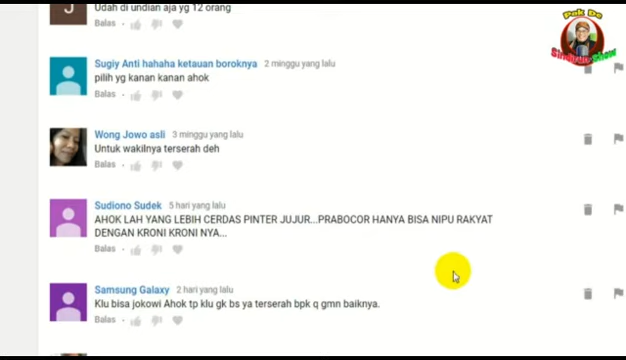 Udah di undian aja yg 12 orang
Balas
Sugiy Anti hahaha ketauan boroknya 2 minggu yang lalu
pilih yg kanan kanan ahok
Balas
Wong Jowo asli 3 minggu yang lalu
Untuk wakilnya terserah deh
Balas
Sudiono Sudek 5 hari yang lalu
AHOK LAH YANG LEBIH CERDAS PINTER JUJUR...PRABOCOR HANYA BISA NIPU RAKYAT
DENGAN KRONI KRONI NYA...
Balas
Samsung Galaxy 2 hari yang lalu
Klu bisa jokowi Ahok tp klu gk bs ya terserah bpk q gmn baiknya.
Balas
J
Pak De
Show